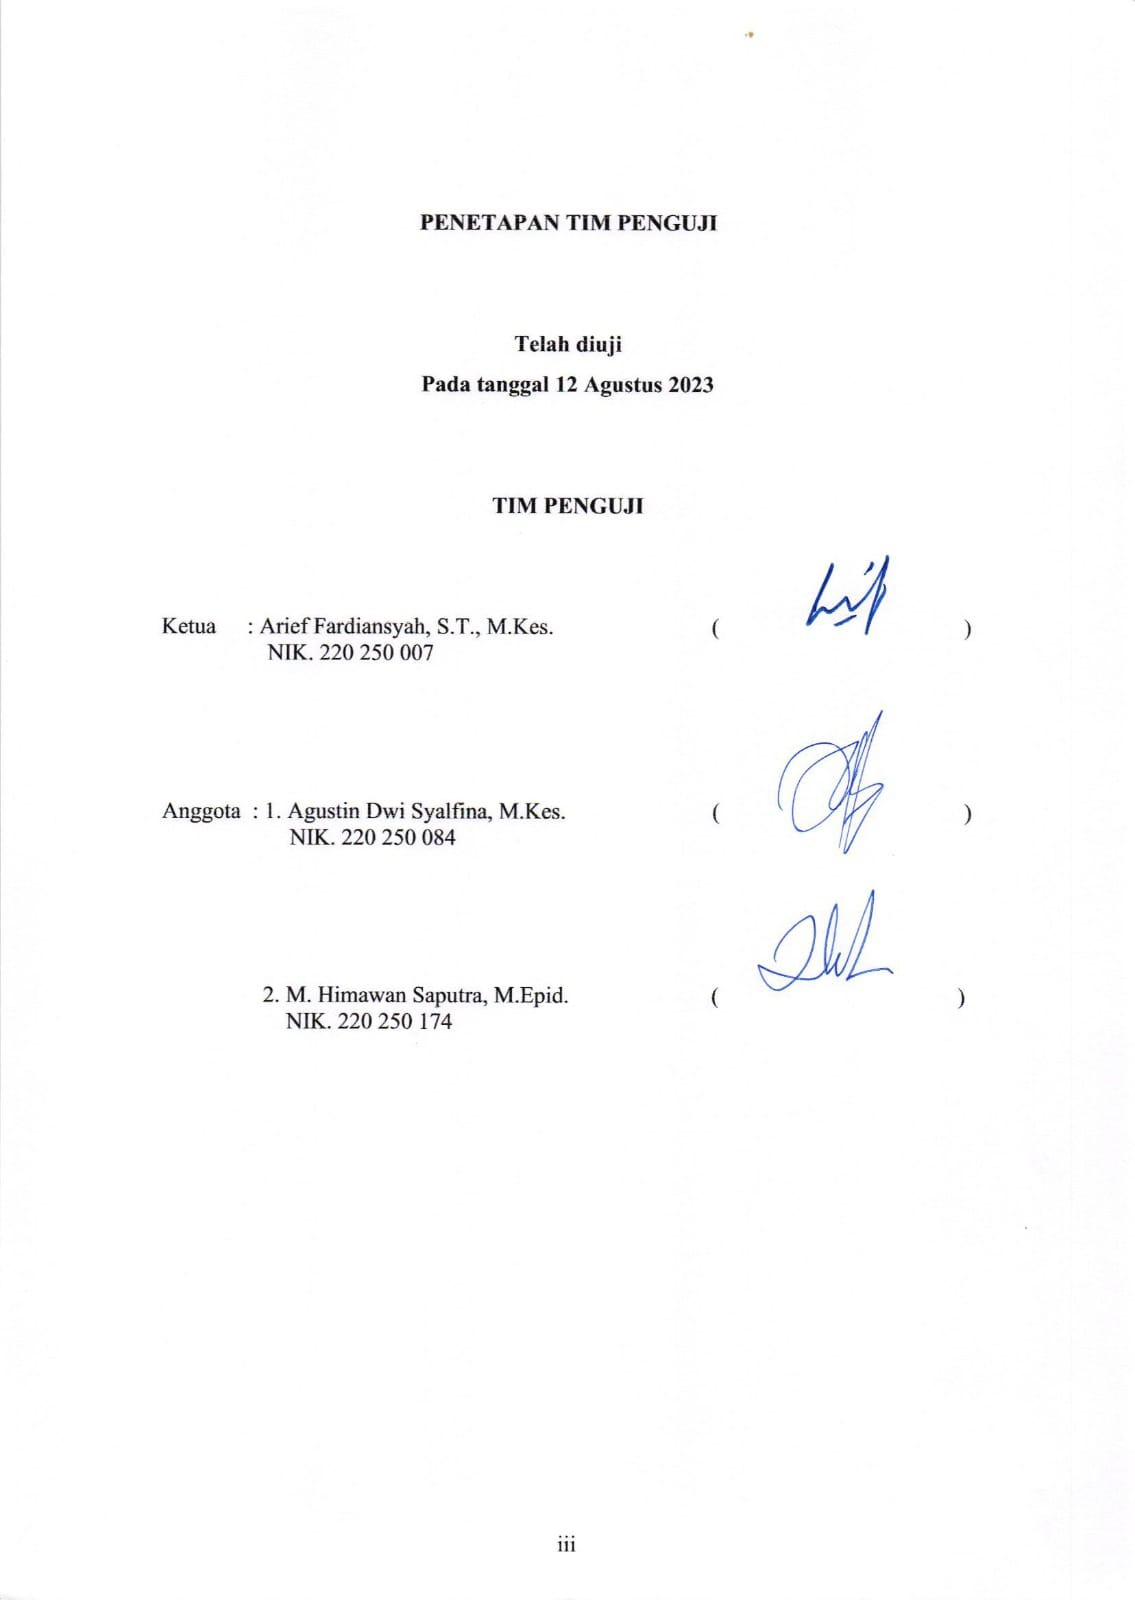 PENETAPAN TIM PENGUJI
Telah diuji
Pada tanggal 12 Agustus 2023
TIM PENGUJI
Ketua : Arief Fardiansyah, S.T., M.Kes. ( )
NIK. 220 250 007
Anggota : 1. Agustin Dwi Syalfina, M.Kes. ( )
NIK. 220 250 084
2. M. Himawan Saputra, M.Epid. ( )
NIK. 220 250 174
iii